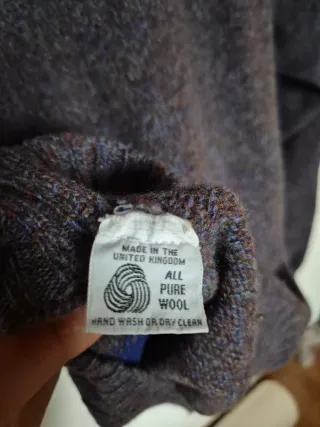 MADE IN THE
UNITED KINGDOM
ALL
PURE
WOOL
HAND WASH OR DRY CLEAN